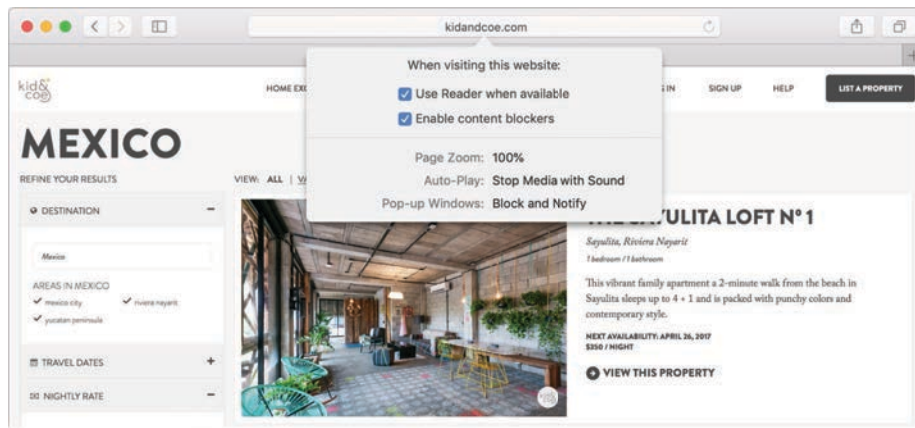 kidandcoe.com
When visiting this website:
Use Reader when available
Enable content blockers
Page Zoom: 100%
Auto-Play: Stop Media with Sound
Pop-up Windows: Block and Notify
kid&
coe
HOME
SIGN UP
HELP
LIST A PROPERTY
MEXICO
REFINE YOUR RESULTS
VIEW: ALL |
DESTINATION
Mexico
AREAS IN MEXICO
mexico city
riviera nayarit
yucatan peninsula
TRAVEL DATES
NIGHTLY RATE
SAYULITA LOFT Nº 1
Sayulita, Riviera Nayarit
1 bedroom / 1 bathroom
This vibrant family apartment a 2-minute walk from the beach in
Sayulita sleeps up to 4 + 1 and is packed with punchy colors and
contemporary style.
NEXT AVAILABILITY: APRIL 26, 2017
$350 / NIGHT
VIEW THIS PROPERTY
kid&
coe